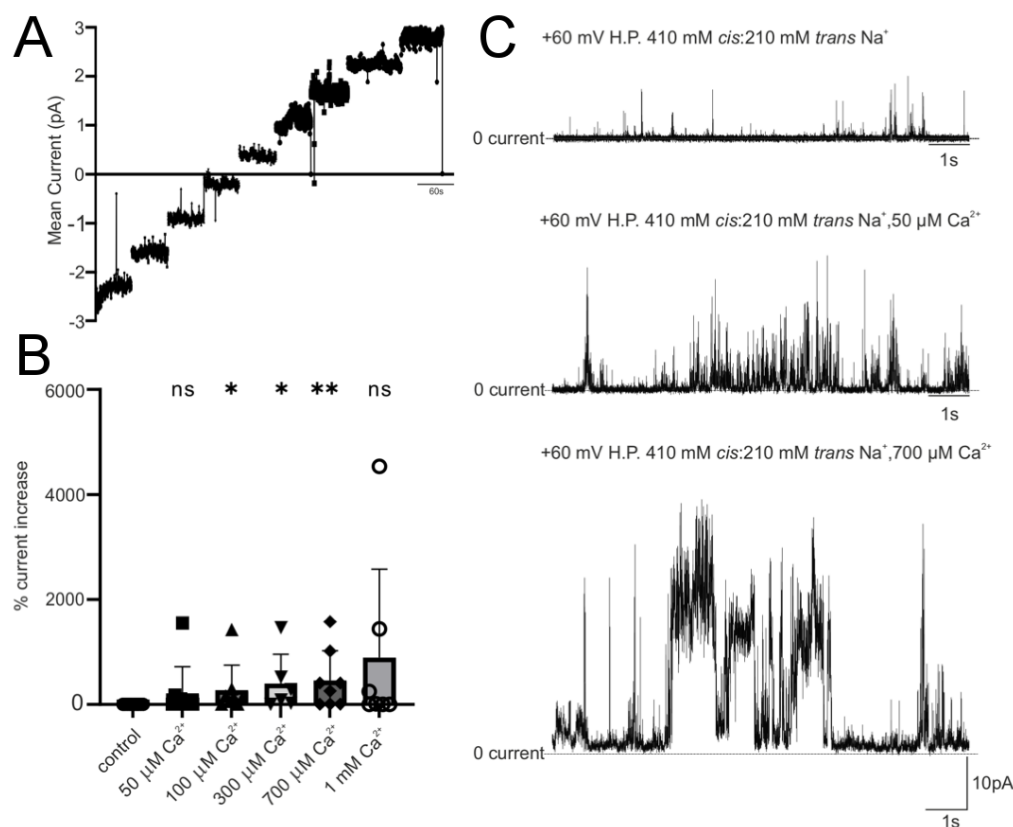 A
3
2
1
0
-1
-2
-3
Mean Current (pA)
60s
B
6000
4000
2000
0
% current increase
ns
*
*
**
ns
control
50 µM Ca²⁺
100 µM Ca²⁺
300 µM Ca²⁺
700 µM Ca²⁺
1 mM Ca²⁺
C
+60 mV H.P. 410 mM cis:210 mM trans Na⁺
0 current
1s
+60 mV H.P. 410 mM cis:210 mM trans Na⁺,50 µM Ca²⁺
0 current
1s
+60 mV H.P. 410 mM cis:210 mM trans Na⁺,700 µM Ca²⁺
0 current
10pA
1s